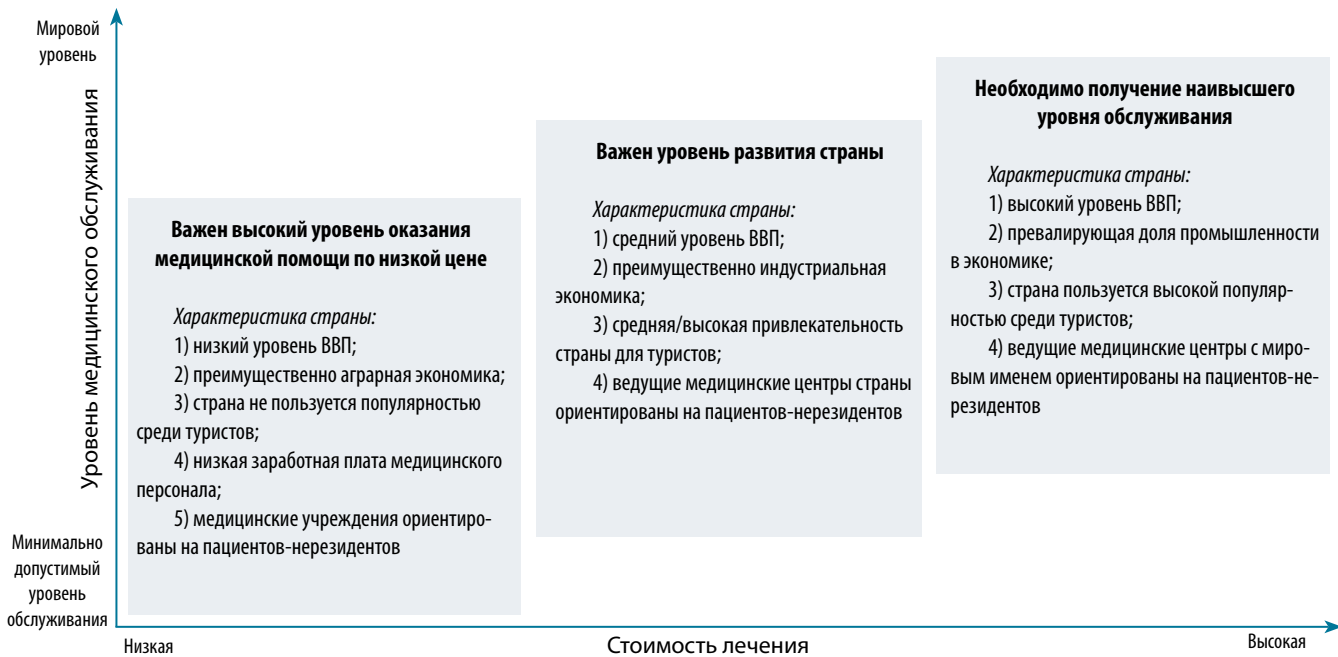 Мировой
уровень
Уровень медицинского обслуживания
Минимально
допустимый
уровень
обслуживания
Важен высокий уровень оказания
медицинской помощи по низкой цене
Характеристика страны:
1) низкий уровень ВВП;
2) преимущественно аграрная экономика;
3) страна не пользуется популярностью
среди туристов;
4) низкая заработная плата медицинского
персонала;
5) медицинские учреждения ориентиро-
ваны на пациентов-нерезидентов
Важен уровень развития страны
Характеристика страны:
1) средний уровень ВВП;
2) преимущественно индустриальная
экономика;
3) средняя/высокая привлекательность
страны для туристов;
4) ведущие медицинские центры страны
ориентированы на пациентов-нерезидентов
Необходимо получение наивысшего
уровня обслуживания
Характеристика страны:
1) высокий уровень ВВП;
2) превалирующая доля промышленности
в экономике;
3) страна пользуется высокой популяр-
ностью среди туристов;
4) ведущие медицинские центры с миро-
вым именем ориентированы на пациентов-не-
резидентов
Низкая
Стоимость лечения
Высокая